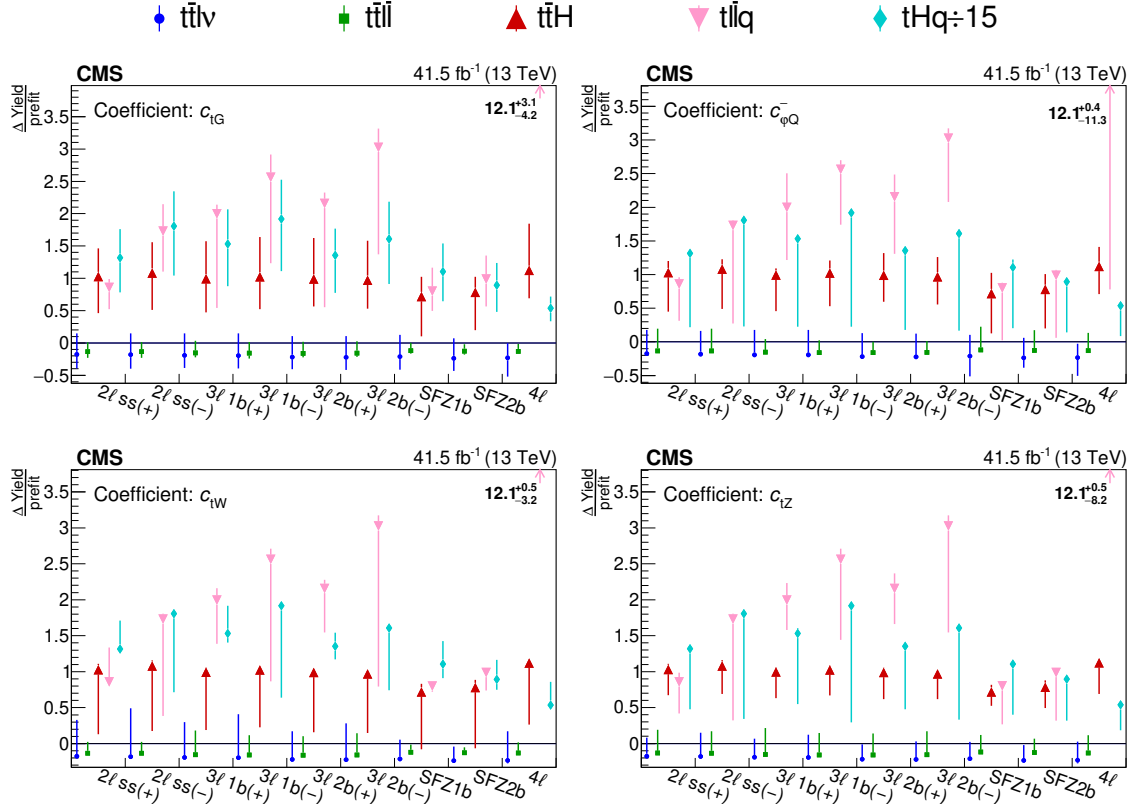 tt̄lν tt̄ll̄ tt̄H tll̄q tHq÷15
CMS 41.5 fb⁻¹ (13 TeV)
Δ Yield / prefit
Coefficient: c_tG 12.1 +3.1 −4.2
3.5
3
2.5
2
1.5
1
0.5
0
−0.5
2ℓ ss(+) 2ℓ ss(−) 3ℓ 1b(+) 3ℓ 1b(−) 3ℓ 2b(+) 3ℓ 2b(−) SFZ1b SFZ2b 4ℓ
CMS 41.5 fb⁻¹ (13 TeV)
Δ Yield / prefit
Coefficient: c⁻_φQ 12.1 +0.4 −11.3
3.5
3
2.5
2
1.5
1
0.5
0
−0.5
2ℓ ss(+) 2ℓ ss(−) 3ℓ 1b(+) 3ℓ 1b(−) 3ℓ 2b(+) 3ℓ 2b(−) SFZ1b SFZ2b 4ℓ
CMS 41.5 fb⁻¹ (13 TeV)
Δ Yield / prefit
Coefficient: c_tW 12.1 +0.5 −3.2
3.5
3
2.5
2
1.5
1
0.5
0
2ℓ ss(+) 2ℓ ss(−) 3ℓ 1b(+) 3ℓ 1b(−) 3ℓ 2b(+) 3ℓ 2b(−) SFZ1b SFZ2b 4ℓ
CMS 41.5 fb⁻¹ (13 TeV)
Δ Yield / prefit
Coefficient: c_tZ 12.1 +0.5 −8.2
3.5
3
2.5
2
1.5
1
0.5
0
2ℓ ss(+) 2ℓ ss(−) 3ℓ 1b(+) 3ℓ 1b(−) 3ℓ 2b(+) 3ℓ 2b(−) SFZ1b SFZ2b 4ℓ